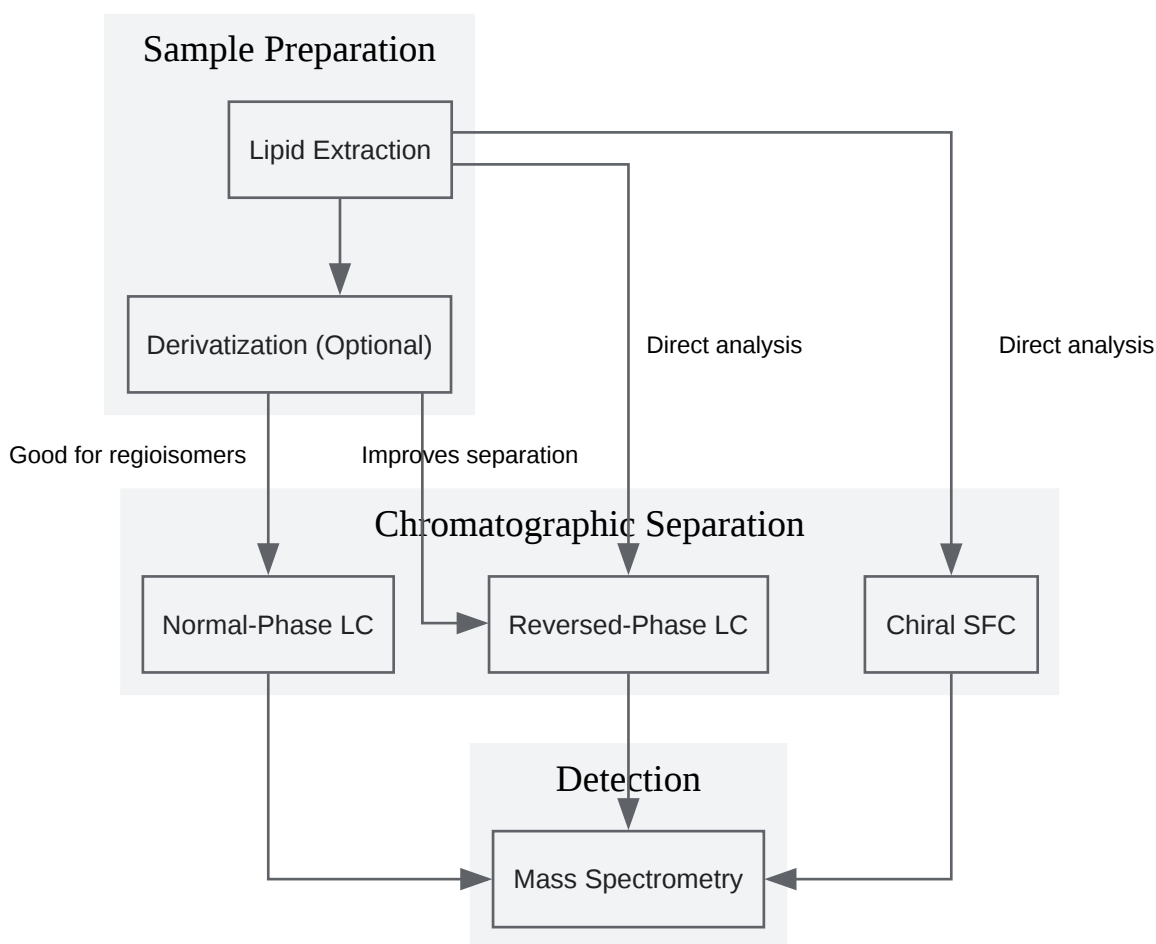 Sample Preparation
Lipid Extraction
Derivatization (Optional)
Direct analysis
Direct analysis
Good for regioisomers
Improves separation
Chromatographic Separation
Normal-Phase LC
Reversed-Phase LC
Chiral SFC
Detection
Mass Spectrometry